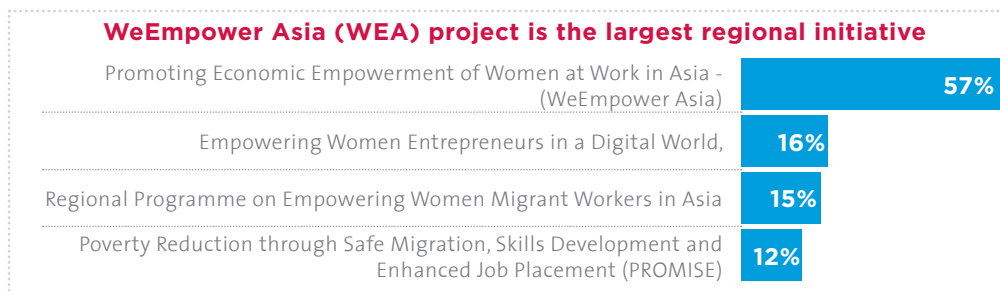 WeEmpower Asia (WEA) project is the largest regional initiative
Promoting Economic Empowerment of Women at Work in Asia -
(WeEmpower Asia)
57%
Empowering Women Entrepreneurs in a Digital World,
16%
Regional Programme on Empowering Women Migrant Workers in Asia
15%
Poverty Reduction through Safe Migration, Skills Development and
Enhanced Job Placement (PROMISE)
12%